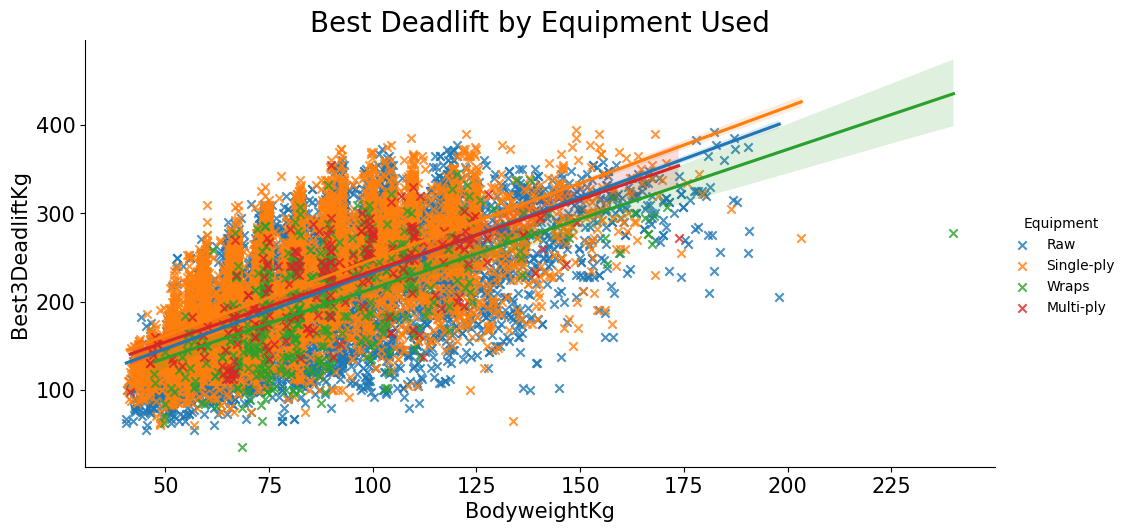 Best Deadlift by Equipment Used
Best3DeadliftKg
400
300
200
100
50
75
100
125
150
175
200
225
BodyweightKg
Equipment
Raw
Single-ply
Wraps
Multi-ply